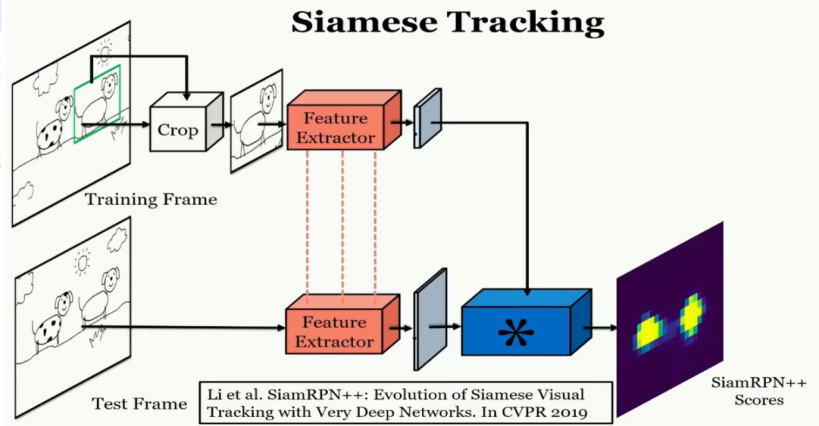 Siamese Tracking
Crop
Feature
Extractor
Training Frame
Feature
Extractor
*
SiamRPN++
Scores
Test Frame
Li et al. SiamRPN++: Evolution of Siamese Visual
Tracking with Very Deep Networks. In CVPR 2019